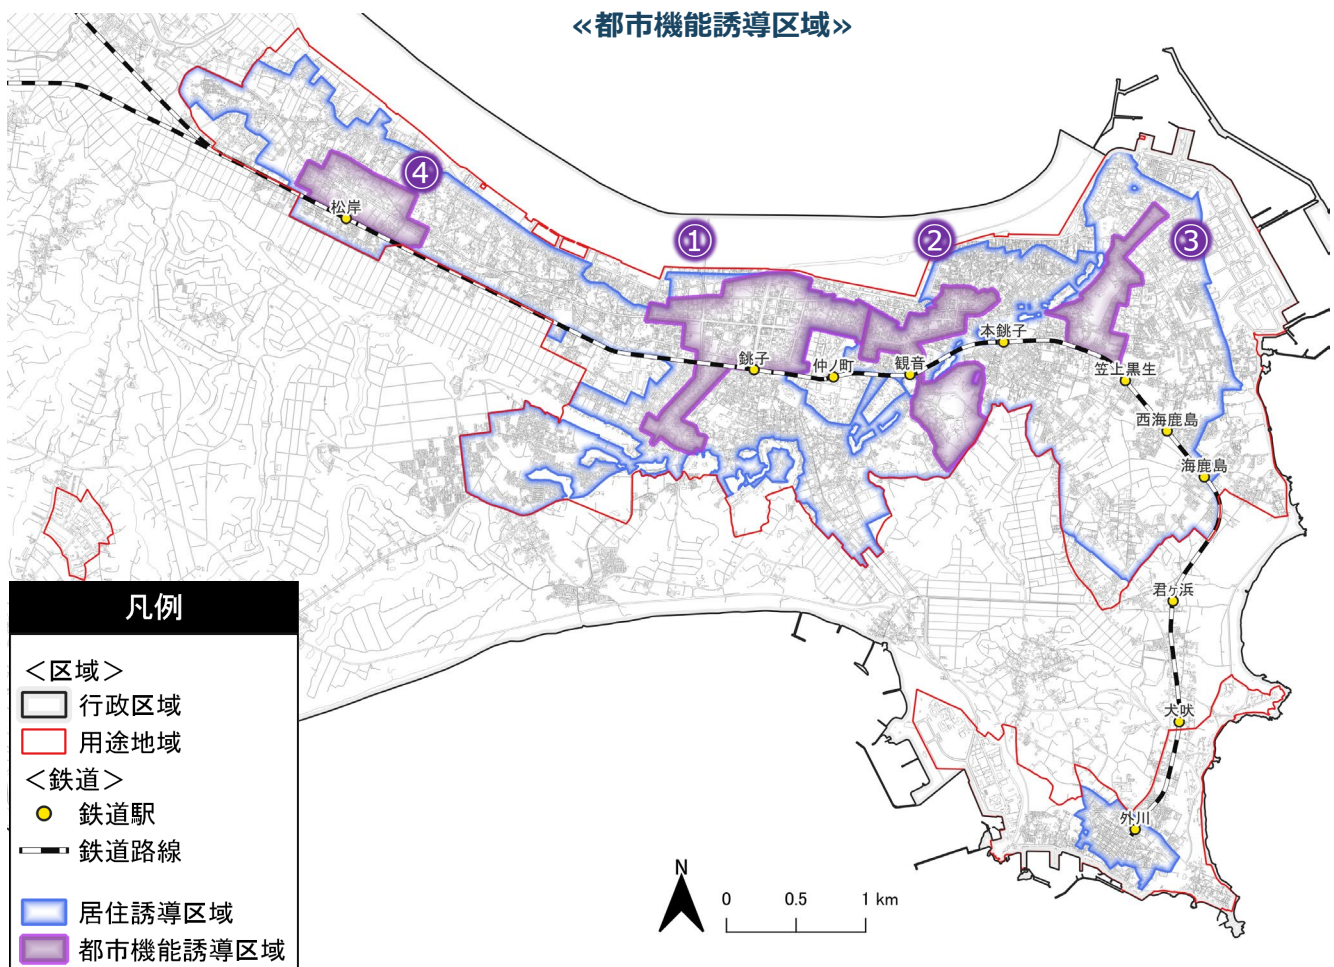 ≪都市機能誘導区域≫
④
松岸
①
②
③
銚子
仲ノ町
観音
本銚子
笠上黒生
西海鹿島
海鹿島
君ヶ浜
犬吠
外川
凡例
＜区域＞
行政区域
用途地域
＜鉄道＞
鉄道駅
鉄道路線
居住誘導区域
都市機能誘導区域
N
0 0.5 1 km